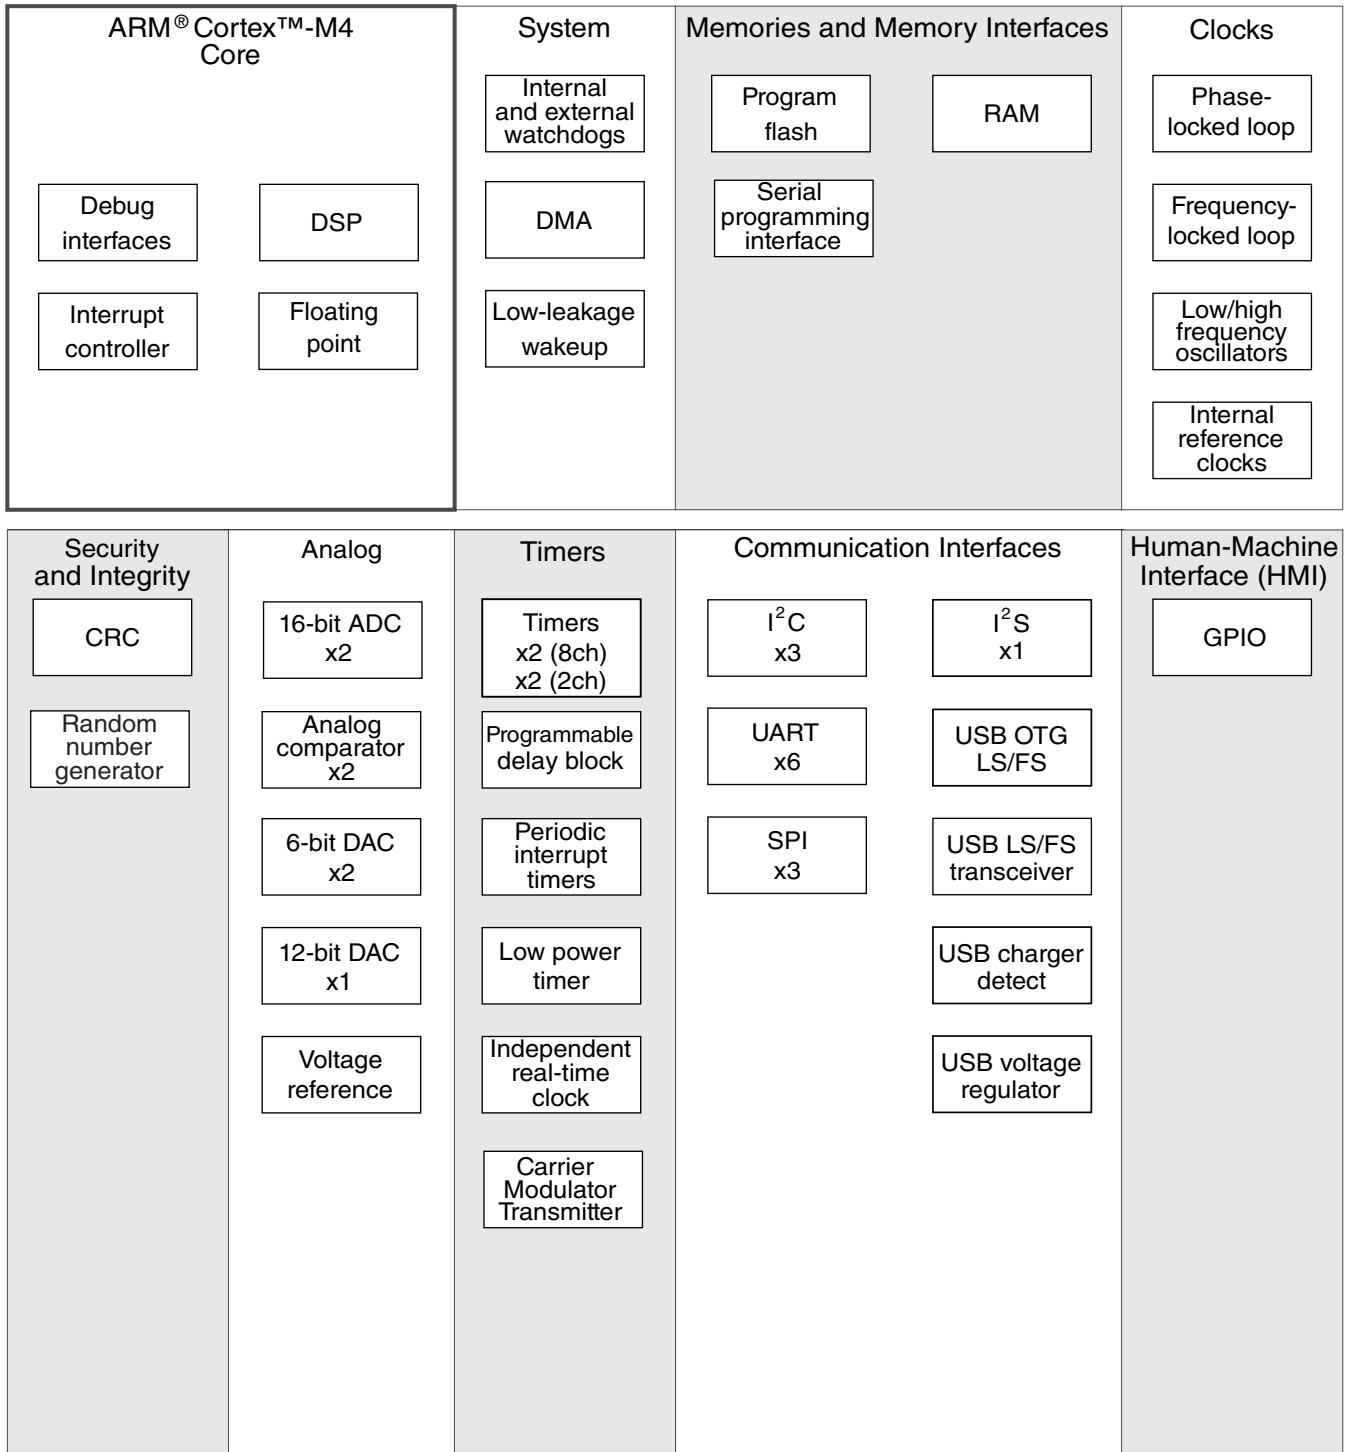 ARM® Cortex™-M4
Core
Debug
interfaces
DSP
Interrupt
controller
Floating
point
System
Internal
and external
watchdogs
DMA
Low-leakage
wakeup
Memories and Memory Interfaces
Program
flash
RAM
Serial
programming
interface
Clocks
Phase-
locked loop
Frequency-
locked loop
Low/high
frequency
oscillators
Internal
reference
clocks
Security
and Integrity
CRC
Random
number
generator
Analog
16-bit ADC
x2
Analog
comparator
x2
6-bit DAC
x2
12-bit DAC
x1
Voltage
reference
Timers
Timers
x2 (8ch)
x2 (2ch)
Programmable
delay block
Periodic
interrupt
timers
Low power
timer
Independent
real-time
clock
Carrier
Modulator
Transmitter
Communication Interfaces
I²C
x3
UART
x6
SPI
x3
I²S
x1
USB OTG
LS/FS
USB LS/FS
transceiver
USB charger
detect
USB voltage
regulator
Human-Machine
Interface (HMI)
GPIO